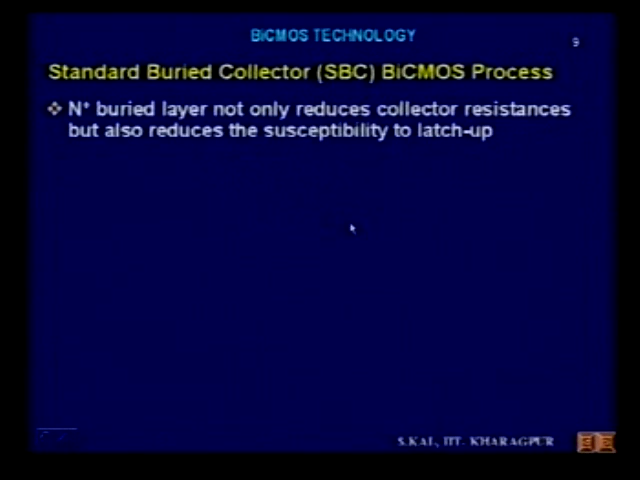 BiCMOS TECHNOLOGY
9
Standard Buried Collector (SBC) BiCMOS Process
❖ N⁺ buried layer not only reduces collector resistances
but also reduces the susceptibility to latch-up
S.KAL, IIT. KHARAGPUR